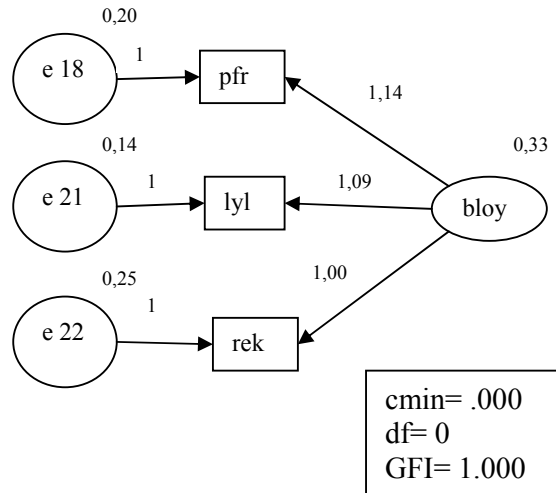 0,20
e 18
1
pfr
1,14
0,33
0,14
e 21
1
lyl
1,09
bloy
0,25
e 22
1
rek
1,00
cmin= .000
df= 0
GFI= 1.000